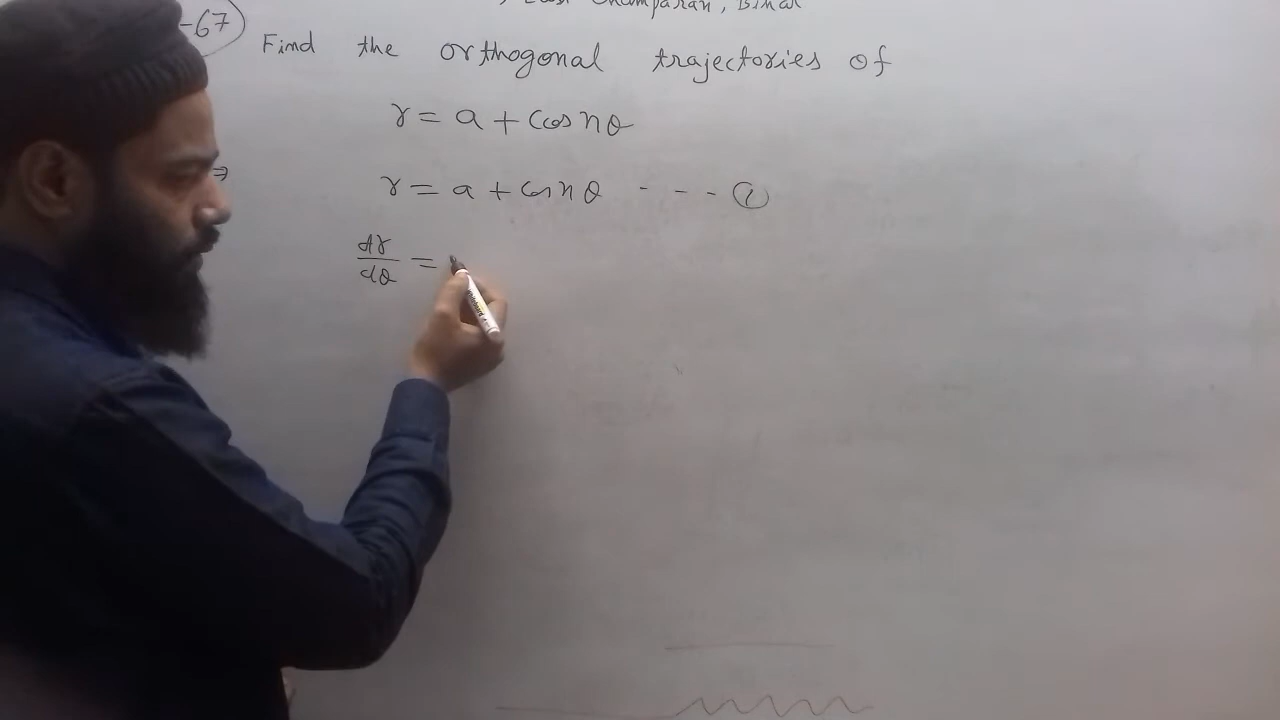 , East Champaran, Bihar
-67
Find the orthogonal trajectories of
r = a + cos nθ
⇒ r = a + cos nθ - - - - ①
dr/dθ =